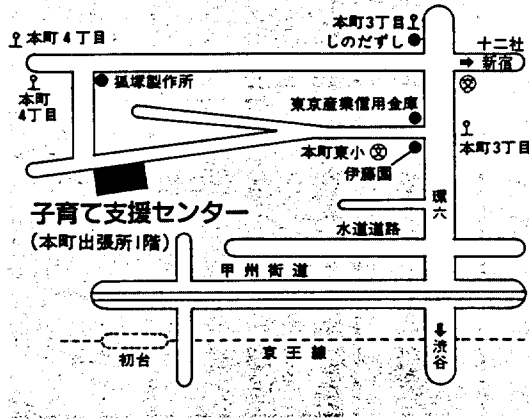 本町3丁目
しのだずし
本町4丁目
十二社
新宿
本町
4丁目
狐塚製作所
東京産業信用金庫
文
本町東小
文
伊藤園
本町3丁目
子育て支援センター
(本町出張所1階)
環六
水道道路
甲州街道
初台
京王線
渋谷